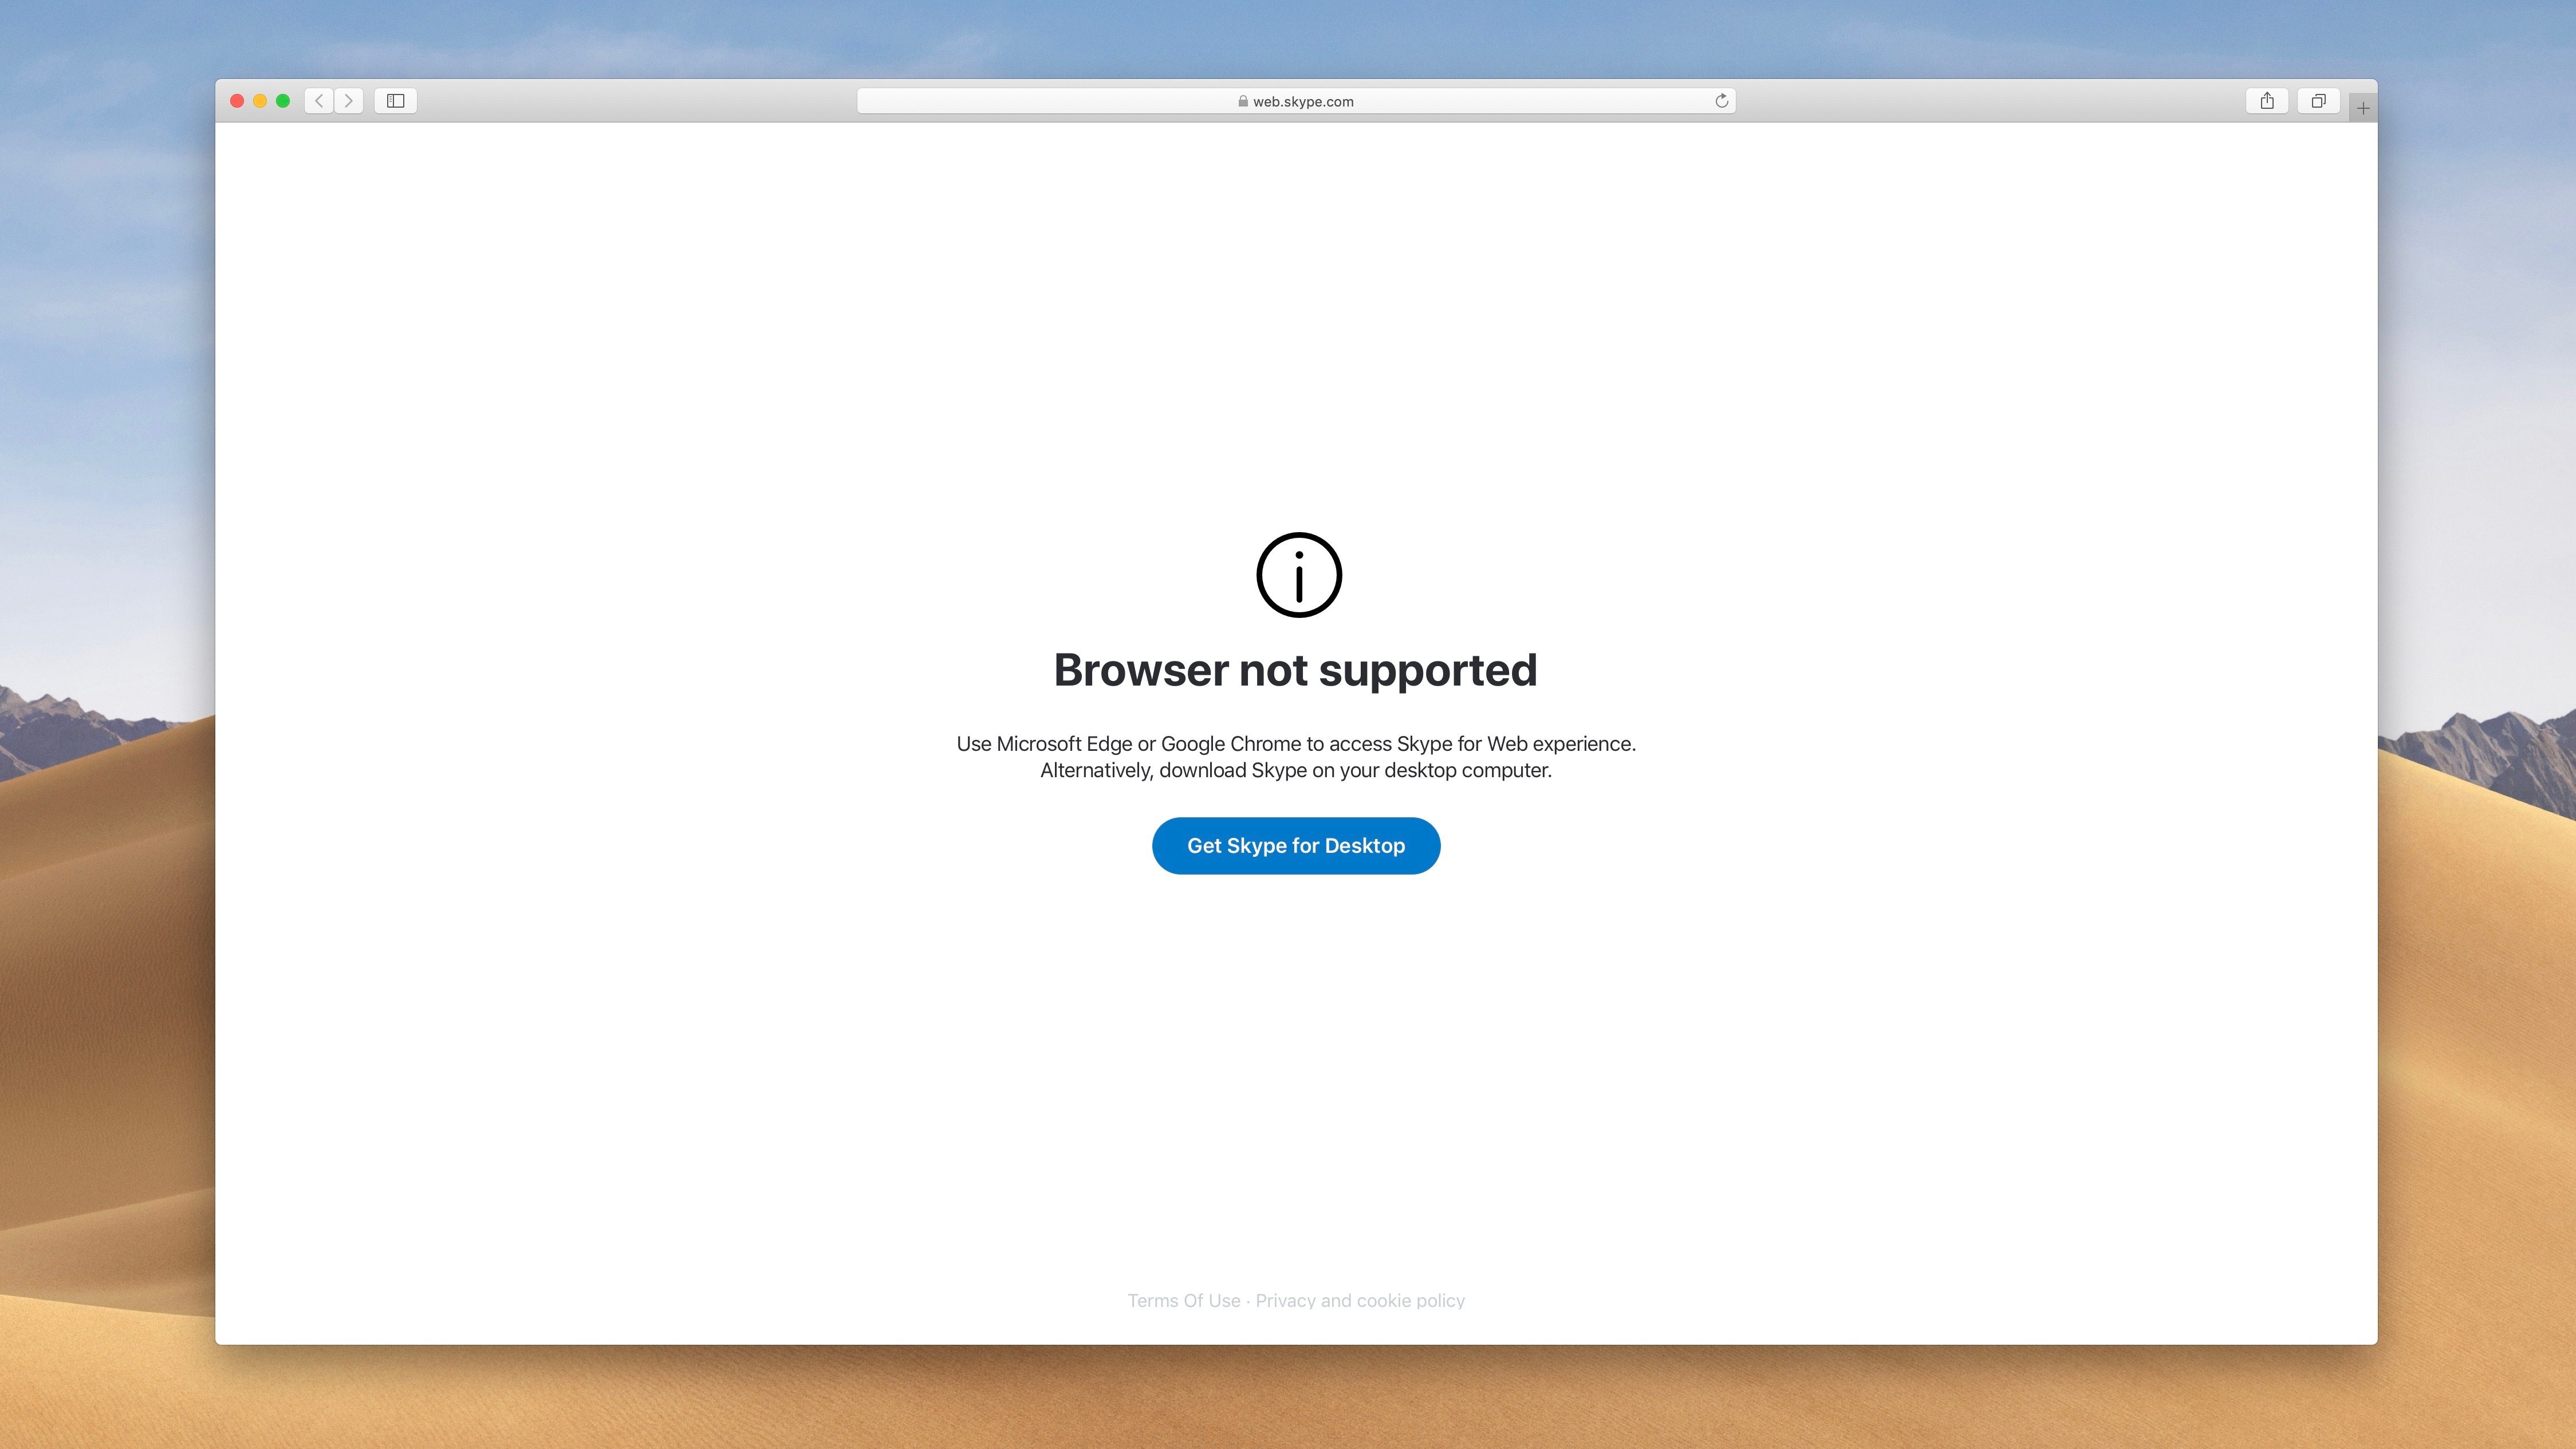 web.skype.com
Browser not supported
Use Microsoft Edge or Google Chrome to access Skype for Web experience.
Alternatively, download Skype on your desktop computer.
Get Skype for Desktop
Terms Of Use · Privacy and cookie policy